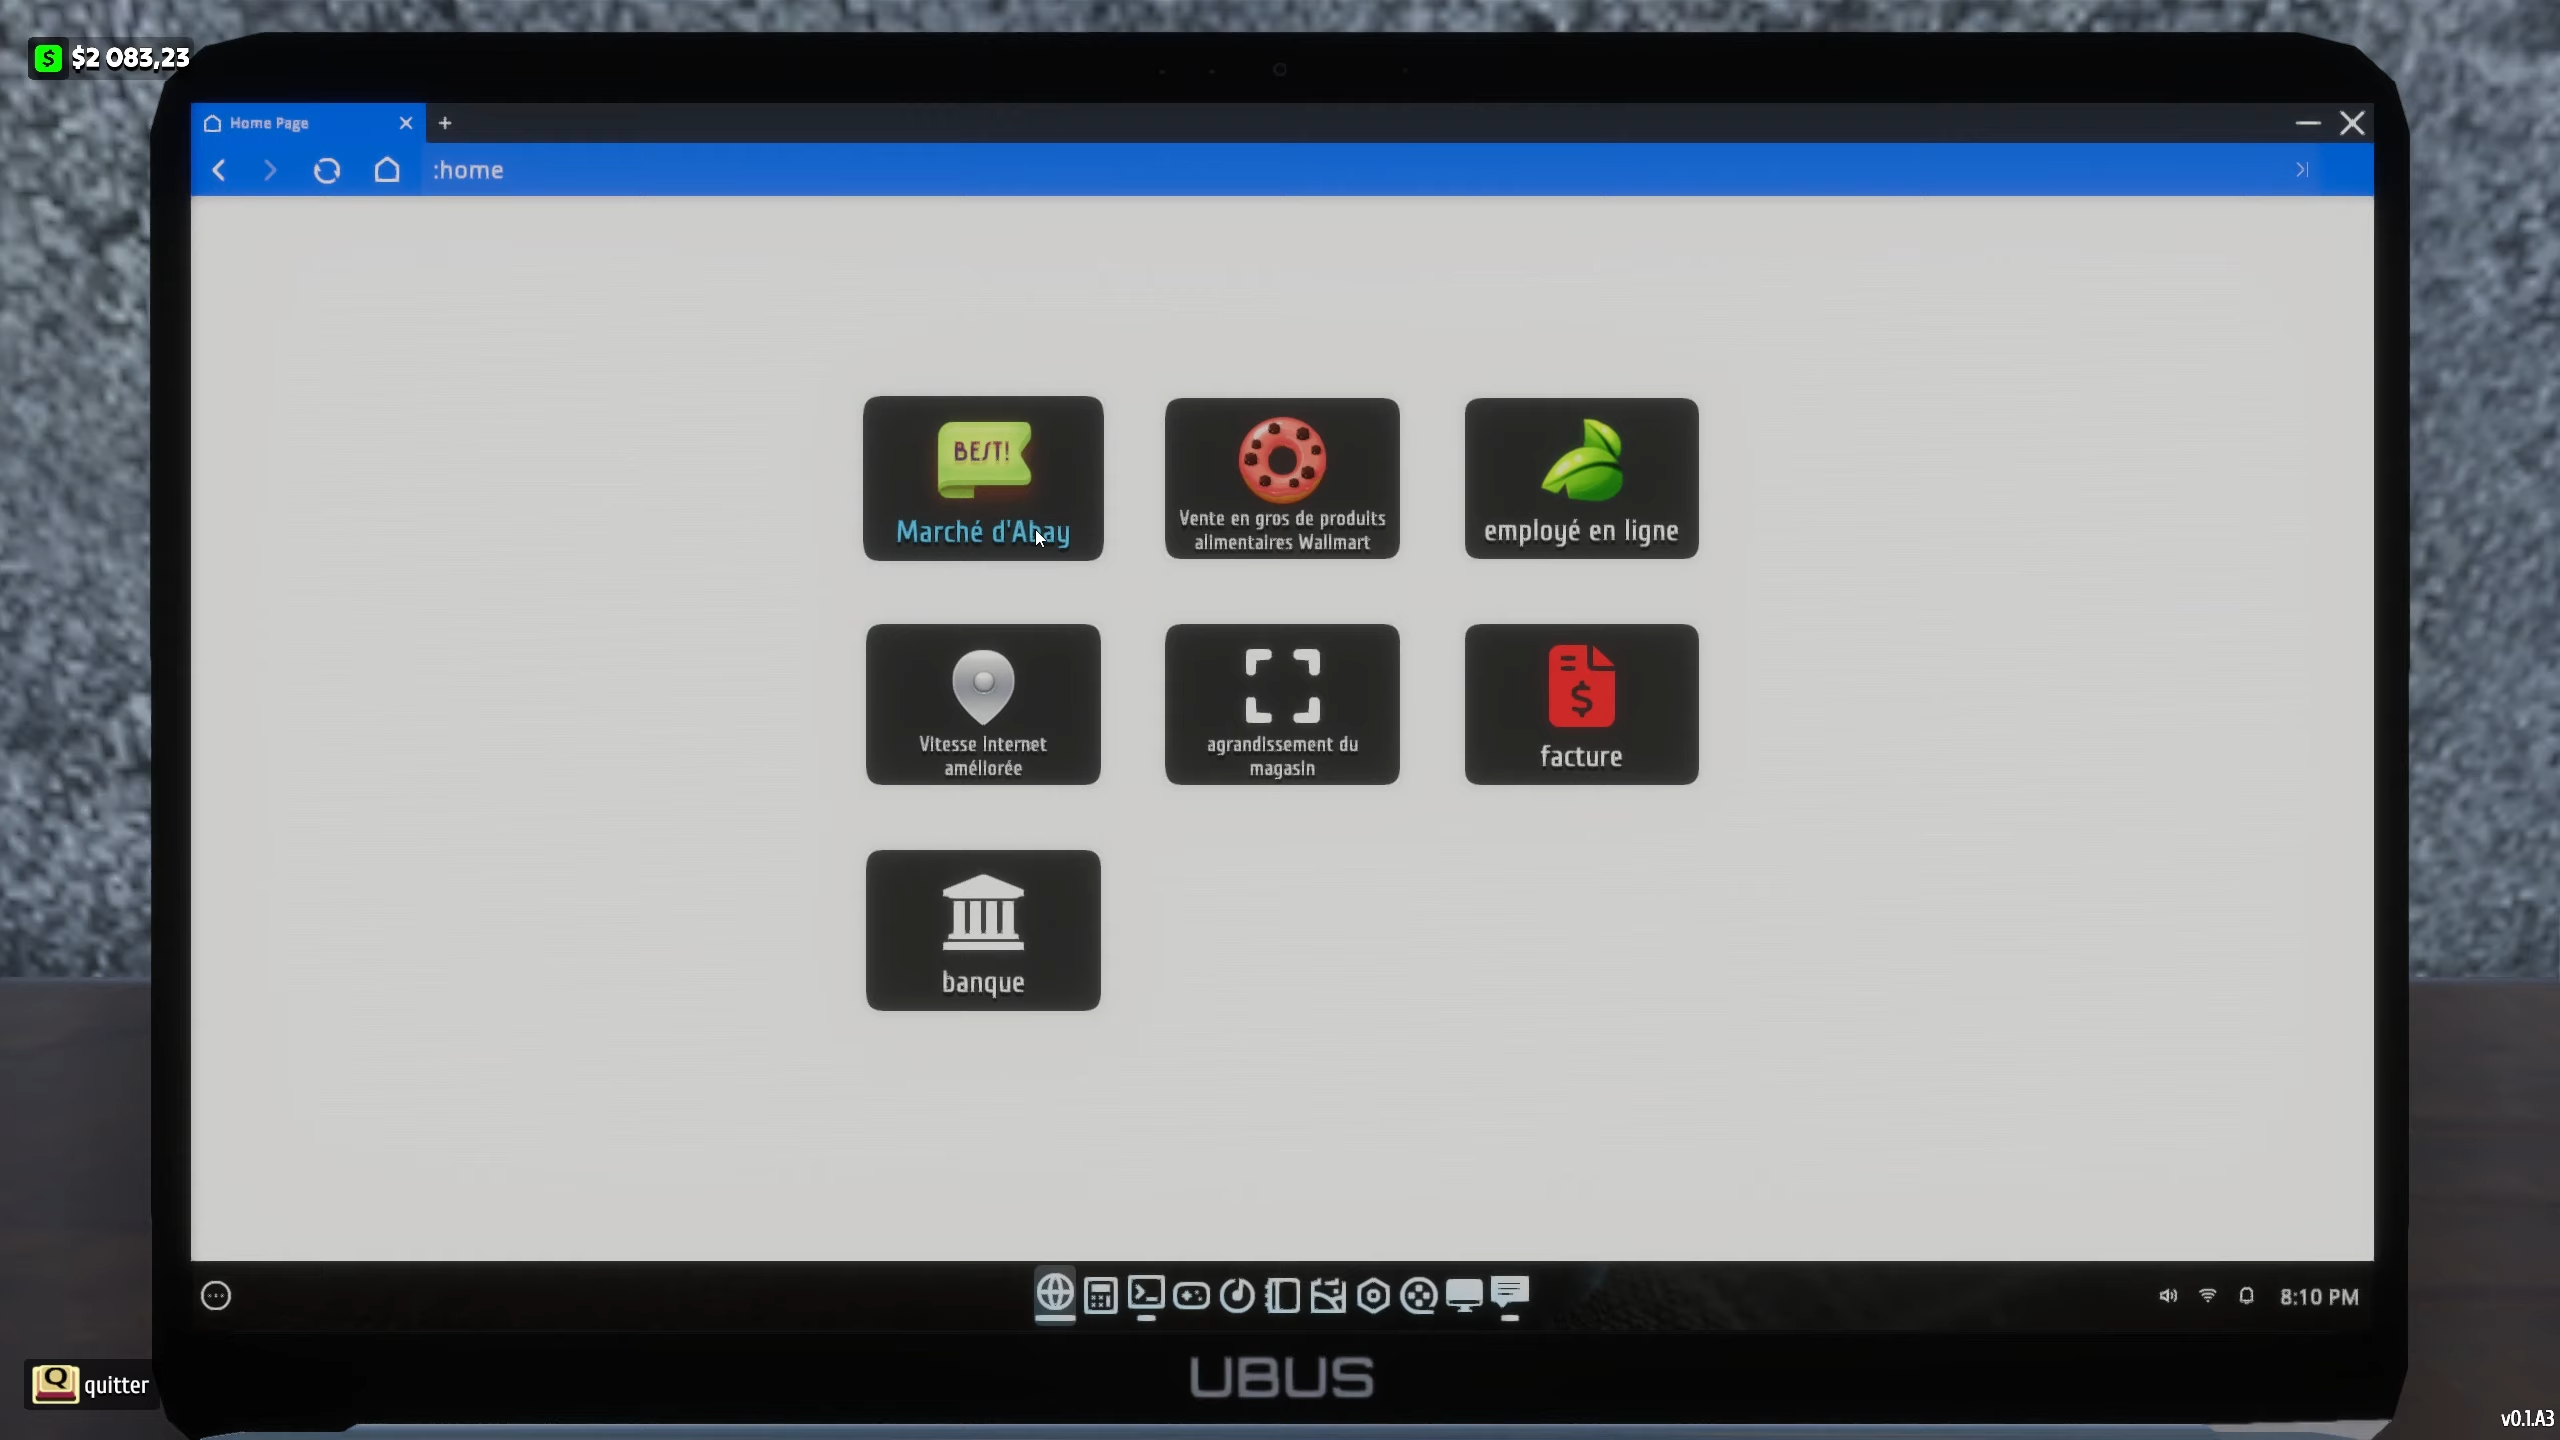 $2 083,23
Home Page
:home
BEST!
Marché d'Abay
Vente en gros de produits
alimentaires Wallmart
employé en ligne
Vitesse Internet
améliorée
agrandissement du
magasin
$
facture
banque
8:10 PM
UBUS
Q quitter
v0.1.A3